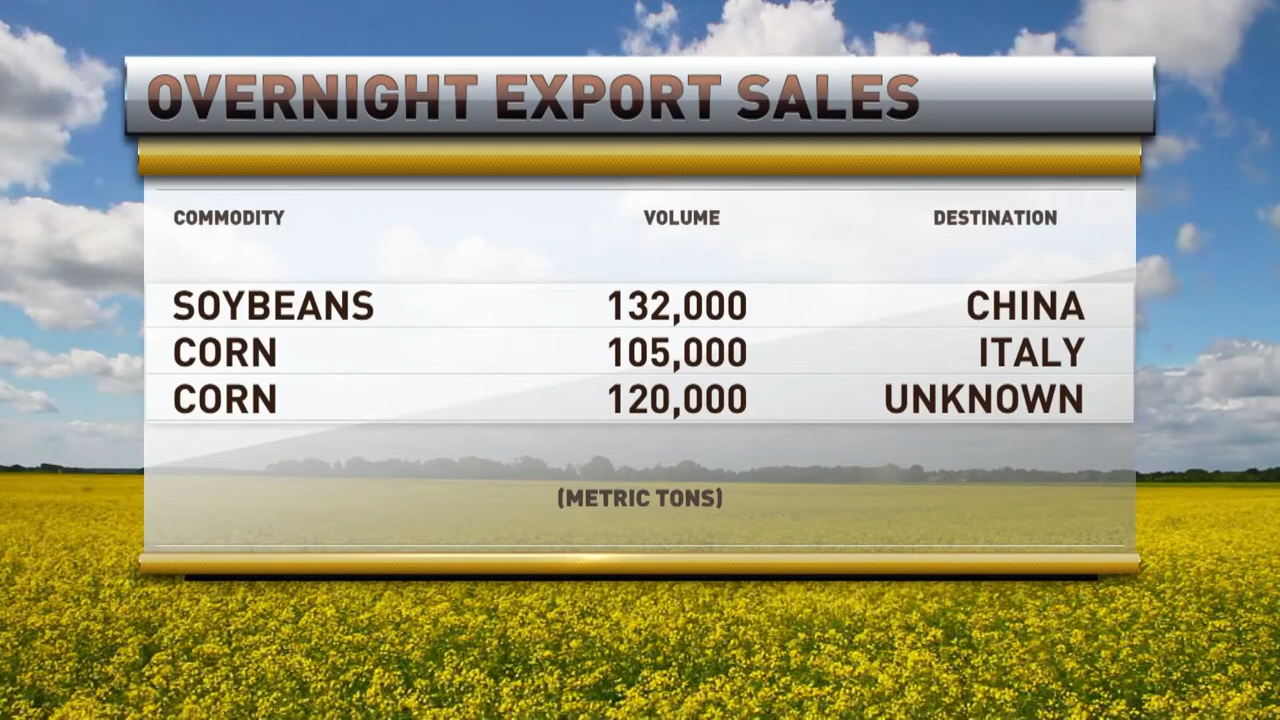 OVERNIGHT EXPORT SALES
COMMODITY VOLUME DESTINATION
SOYBEANS 132,000 CHINA
CORN 105,000 ITALY
CORN 120,000 UNKNOWN
(METRIC TONS)